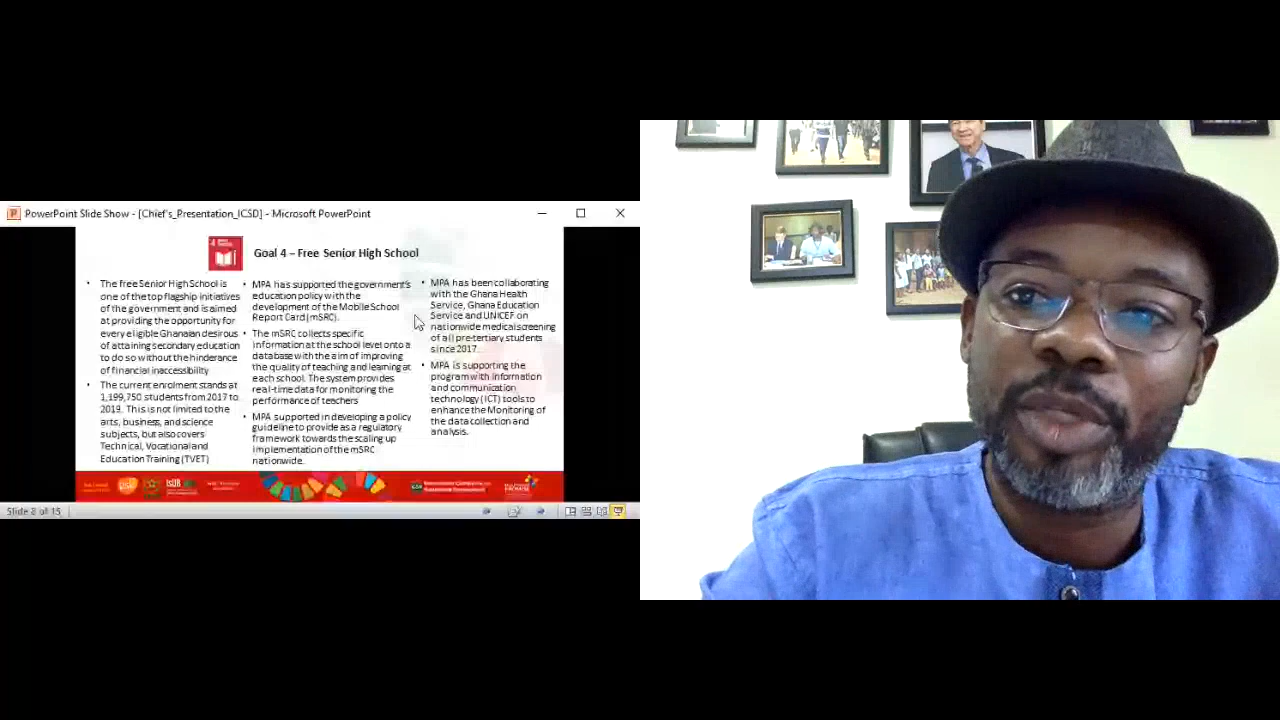 PowerPoint Slide Show - [Chief's_Presentation_ICSD] - Microsoft PowerPoint
4
Goal 4 – Free Senior High School
• The free Senior High School is
one of the top flagship initiatives
of the government and is aimed
at providing the opportunity for
every eligible Ghanaian desirous
of attaining secondary education
to do so without the hinderance
of financial inaccessibility
• The current enrolment stands at
1,199,750 students from 2017 to
2019. This is not limited to the
arts, business, and science
subjects, but also covers
Technical, Vocational and
Education Training (TVET)
• MPA has supported the government's
education policy with the
development of the Mobile School
Report Card (mSRC).
• The mSRC collects specific
information at the school level onto a
database with the aim of improving
the quality of teaching and learning at
each school. The system provides
real-time data for monitoring the
performance of teachers
• MPA supported in developing a policy
guideline to provide as a regulatory
framework towards the scaling up
implementation of the mSRC
nationwide.
• MPA has been collaborating
with the Ghana Health
Service, Ghana Education
Service and UNICEF on
nationwide medical screening
of all pre-tertiary students
since 2017.
• MPA is supporting the
program with information
and communication
technology (ICT) tools to
enhance the Monitoring of
the data collection and
analysis.
Slide 8 of 15